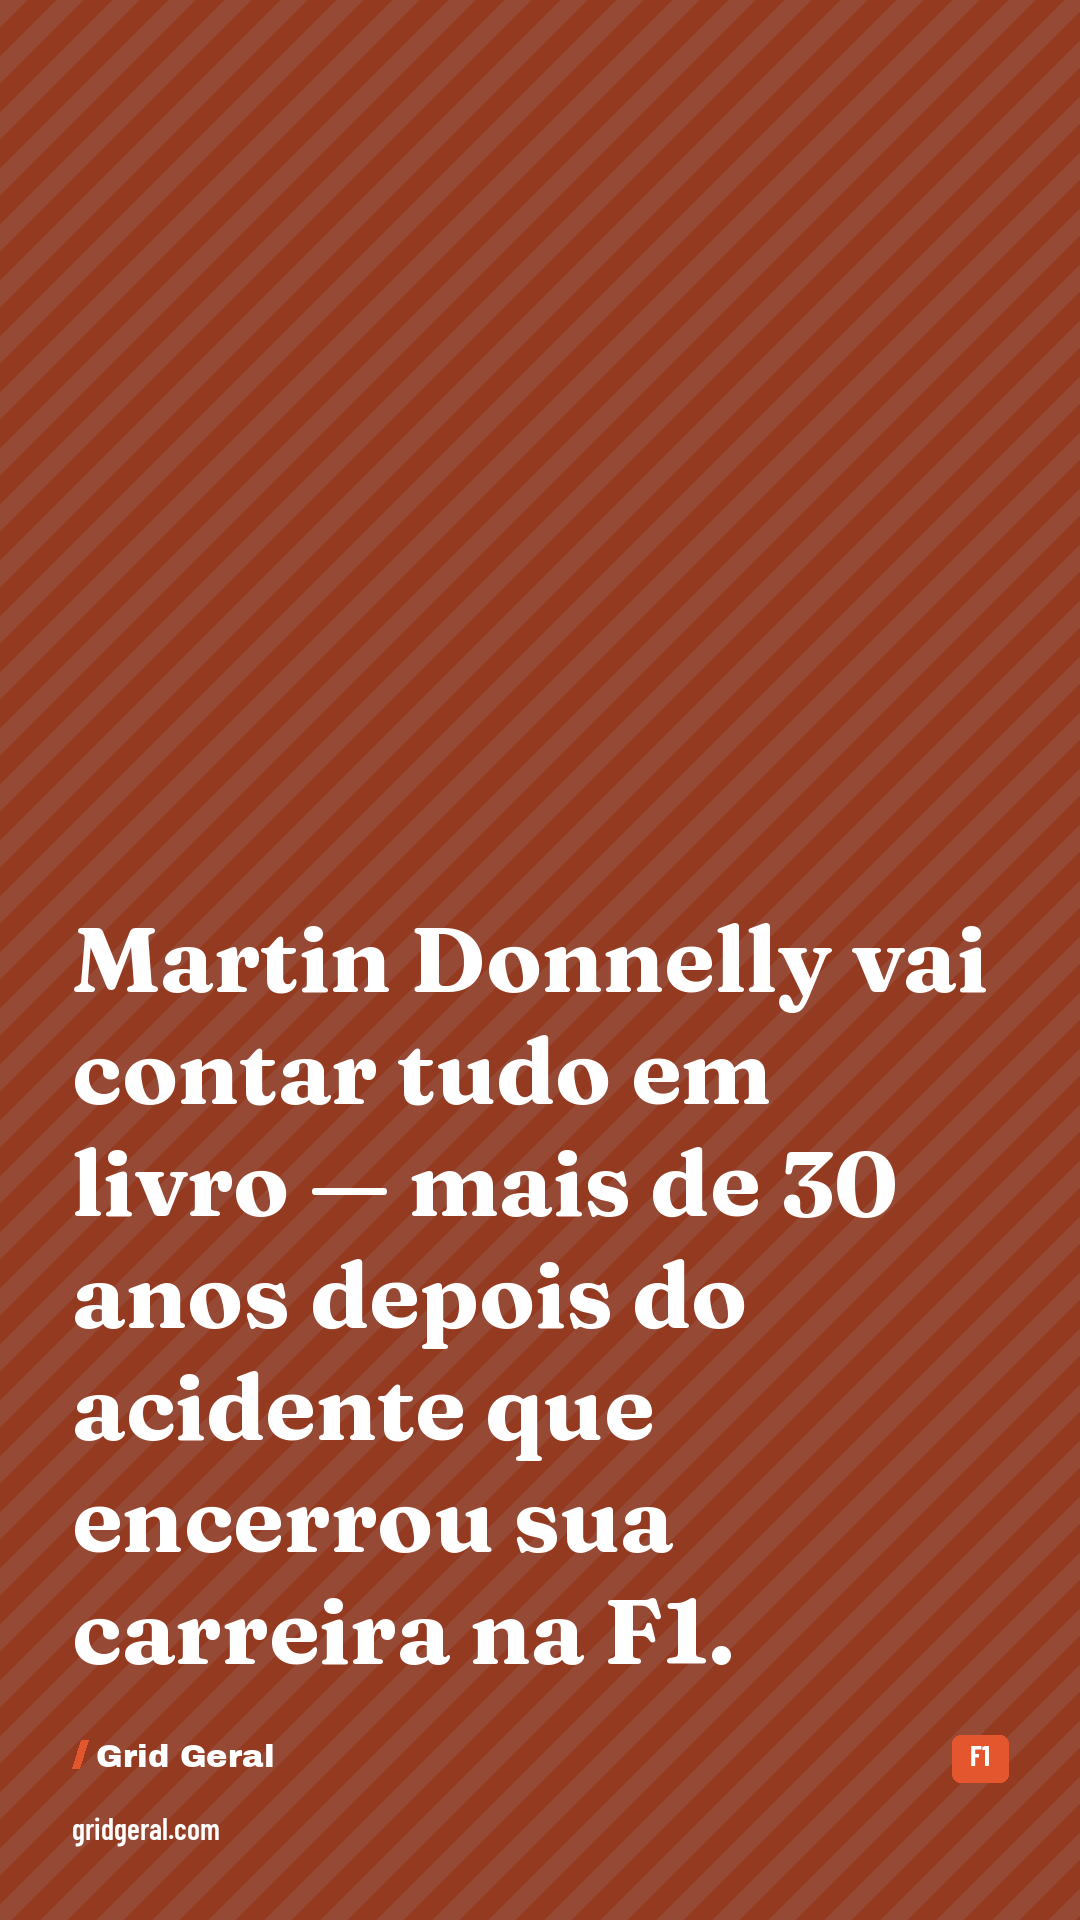 Martin Donnelly vai
contar tudo em
livro — mais de 30
anos depois do
acidente que
encerrou sua
carreira na F1.
Grid Geral
F1
gridgeral.com